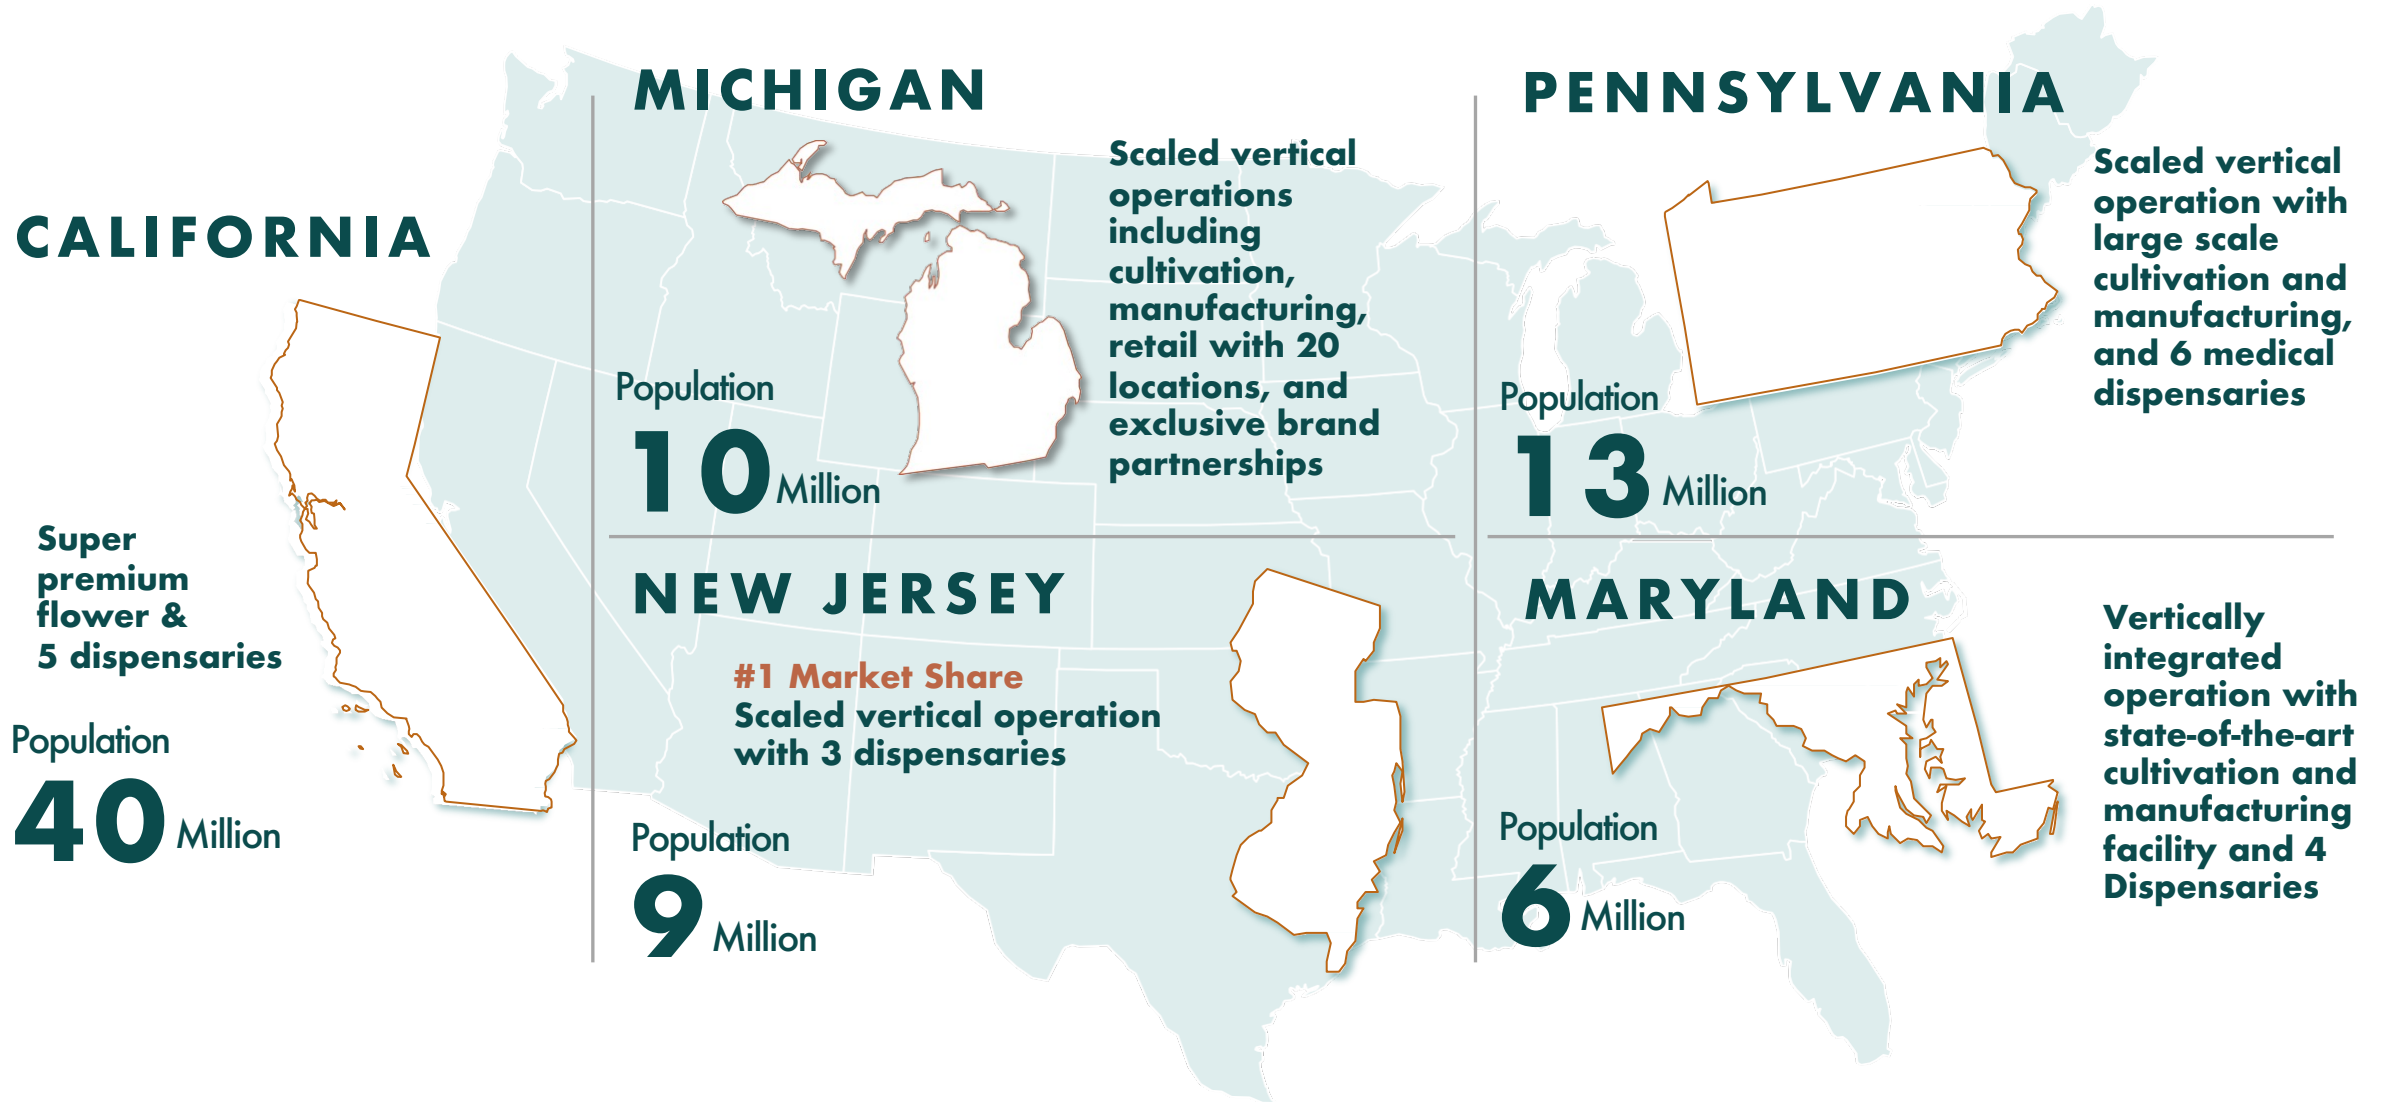 CALIFORNIA
Super
premium
flower &
5 dispensaries
Population
40 Million
MICHIGAN
Scaled vertical
operations
including
cultivation,
manufacturing,
retail with 20
locations, and
exclusive brand
partnerships
Population
10 Million
NEW JERSEY
#1 Market Share
Scaled vertical operation
with 3 dispensaries
Population
9 Million
PENNSYLVANIA
Scaled vertical
operation with
large scale
cultivation and
manufacturing,
and 6 medical
dispensaries
Population
13 Million
MARYLAND
Vertically
integrated
operation with
state-of-the-art
cultivation and
manufacturing
facility and 4
Dispensaries
Population
6 Million